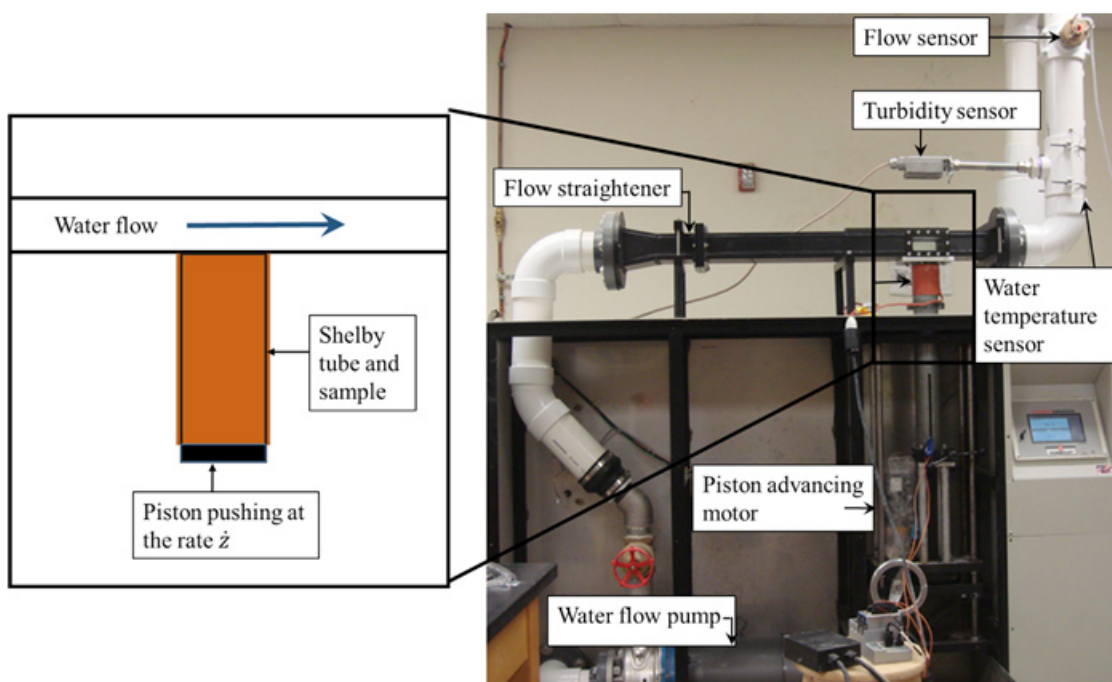 Water flow
Shelby
tube and
sample
Piston pushing at
the rate ż
Flow sensor
Turbidity sensor
Flow straightener
Water
temperature
sensor
Piston advancing
motor
Water flow pump